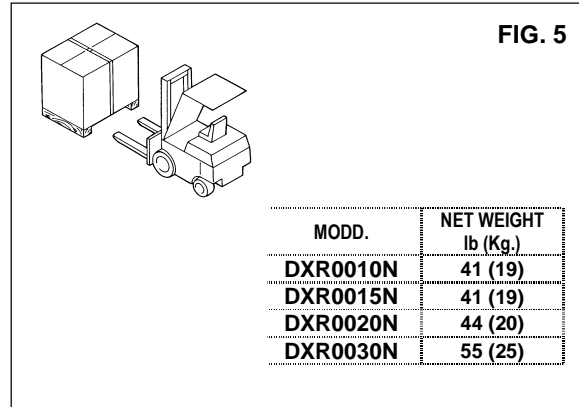 FIG. 5
MODD. NET WEIGHT
lb (Kg.)
DXR0010N 41 (19)
DXR0015N 41 (19)
DXR0020N 44 (20)
DXR0030N 55 (25)